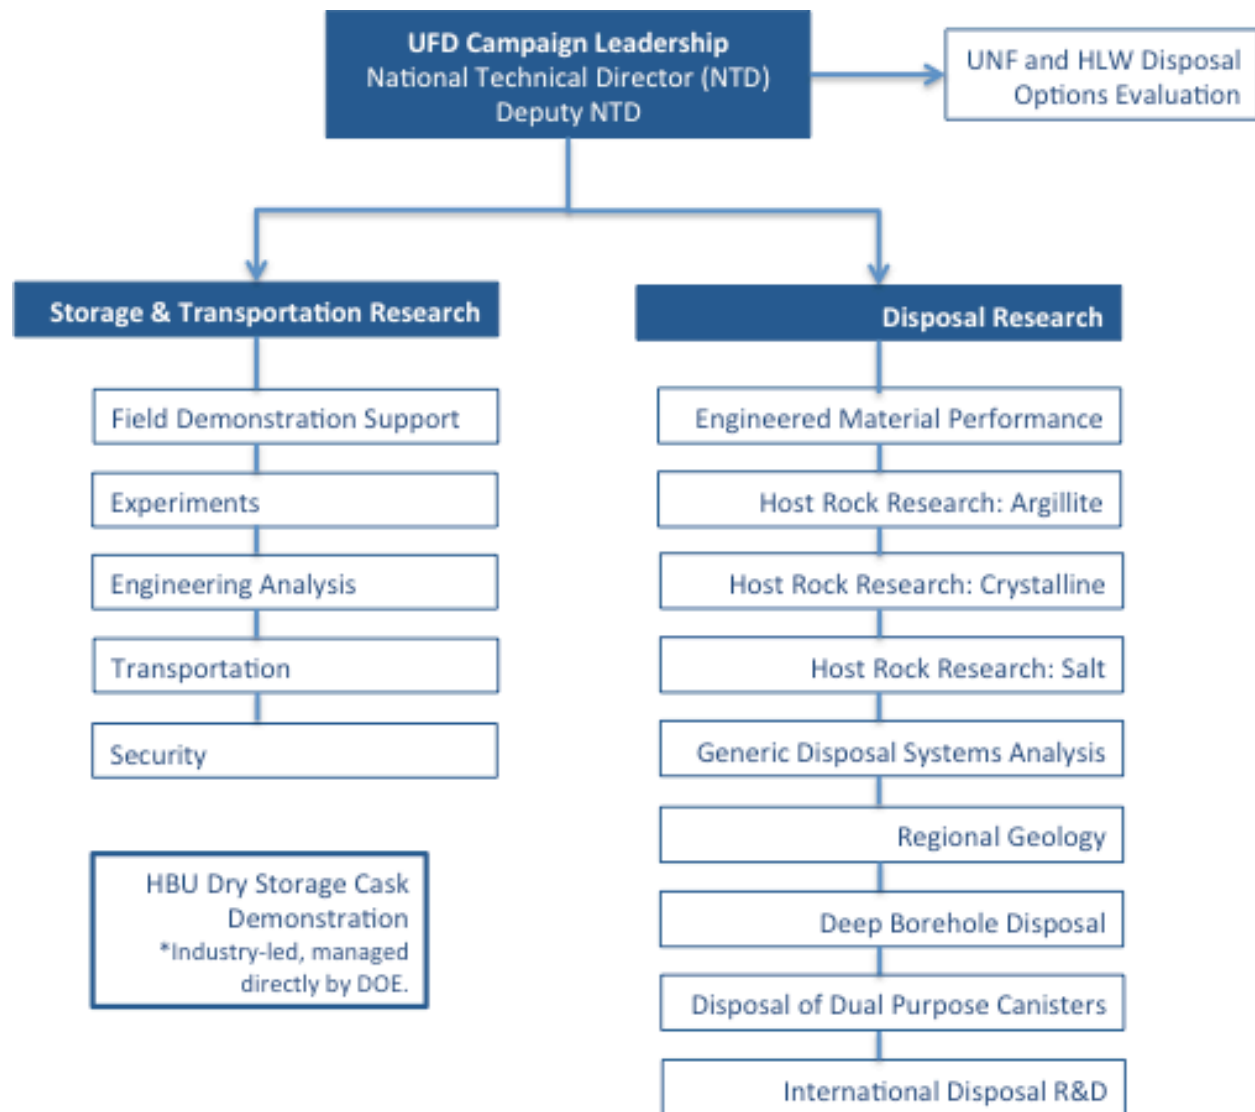 UFD Campaign Leadership
National Technical Director (NTD)
Deputy NTD
UNF and HLW Disposal
Options Evaluation
Storage & Transportation Research
Field Demonstration Support
Experiments
Engineering Analysis
Transportation
Security
HBU Dry Storage Cask
Demonstration
*Industry-led, managed
directly by DOE.
Disposal Research
Engineered Material Performance
Host Rock Research: Argillite
Host Rock Research: Crystalline
Host Rock Research: Salt
Generic Disposal Systems Analysis
Regional Geology
Deep Borehole Disposal
Disposal of Dual Purpose Canisters
International Disposal R&D